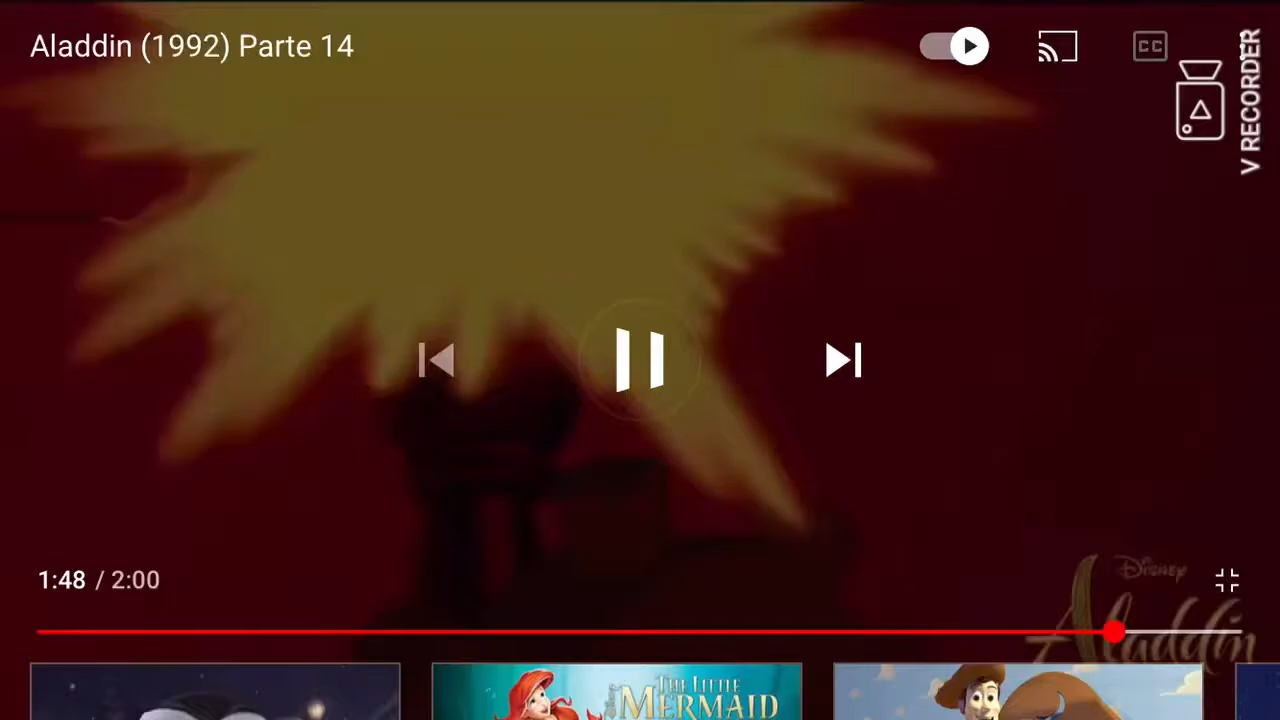 Aladdin (1992) Parte 14
CC
V RECORDER
1:48 / 2:00
Disney
Aladdin
THE LITTLE
MERMAID